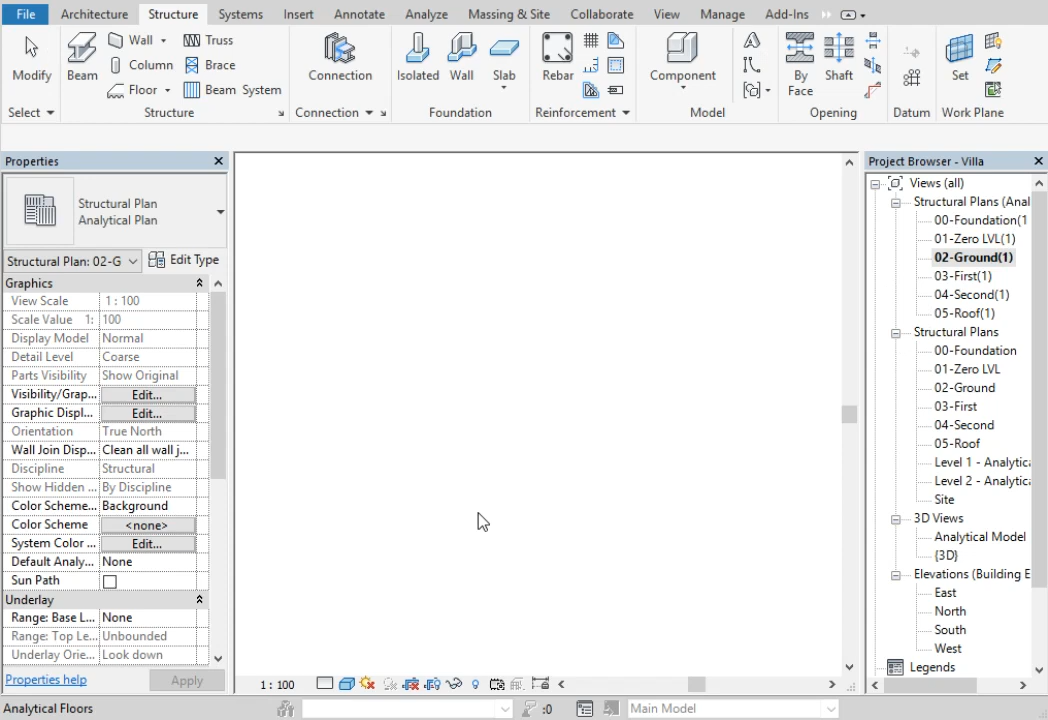 File Architecture Structure Systems Insert Annotate Analyze Massing & Site Collaborate View Manage Add-Ins
Modify Beam Wall Truss Connection Isolated Wall Slab Rebar Component By Face Shaft Set
Column Brace
Floor Beam System
Select Structure Connection Foundation Reinforcement Model Opening Datum Work Plane
Properties
Structural Plan
Analytical Plan
Structural Plan: 02-G Edit Type
Graphics
View Scale 1 : 100
Scale Value 1: 100
Display Model Normal
Detail Level Coarse
Parts Visibility Show Original
Visibility/Grap... Edit...
Graphic Displ... Edit...
Orientation True North
Wall Join Disp... Clean all wall j...
Discipline Structural
Show Hidden ... By Discipline
Color Scheme... Background
Color Scheme <none>
System Color ... Edit...
Default Analy... None
Sun Path
Underlay
Range: Base L... None
Range: Top Le... Unbounded
Underlay Orie... Look down
Properties help Apply
Analytical Floors
1 : 100
:0
Main Model
Project Browser - Villa
Views (all)
Structural Plans (Anal
00-Foundation(1
01-Zero LVL(1)
02-Ground(1)
03-First(1)
04-Second(1)
05-Roof(1)
Structural Plans
00-Foundation
01-Zero LVL
02-Ground
03-First
04-Second
05-Roof
Level 1 - Analytica
Level 2 - Analytica
Site
3D Views
Analytical Model
{3D}
Elevations (Building E
East
North
South
West
Legends